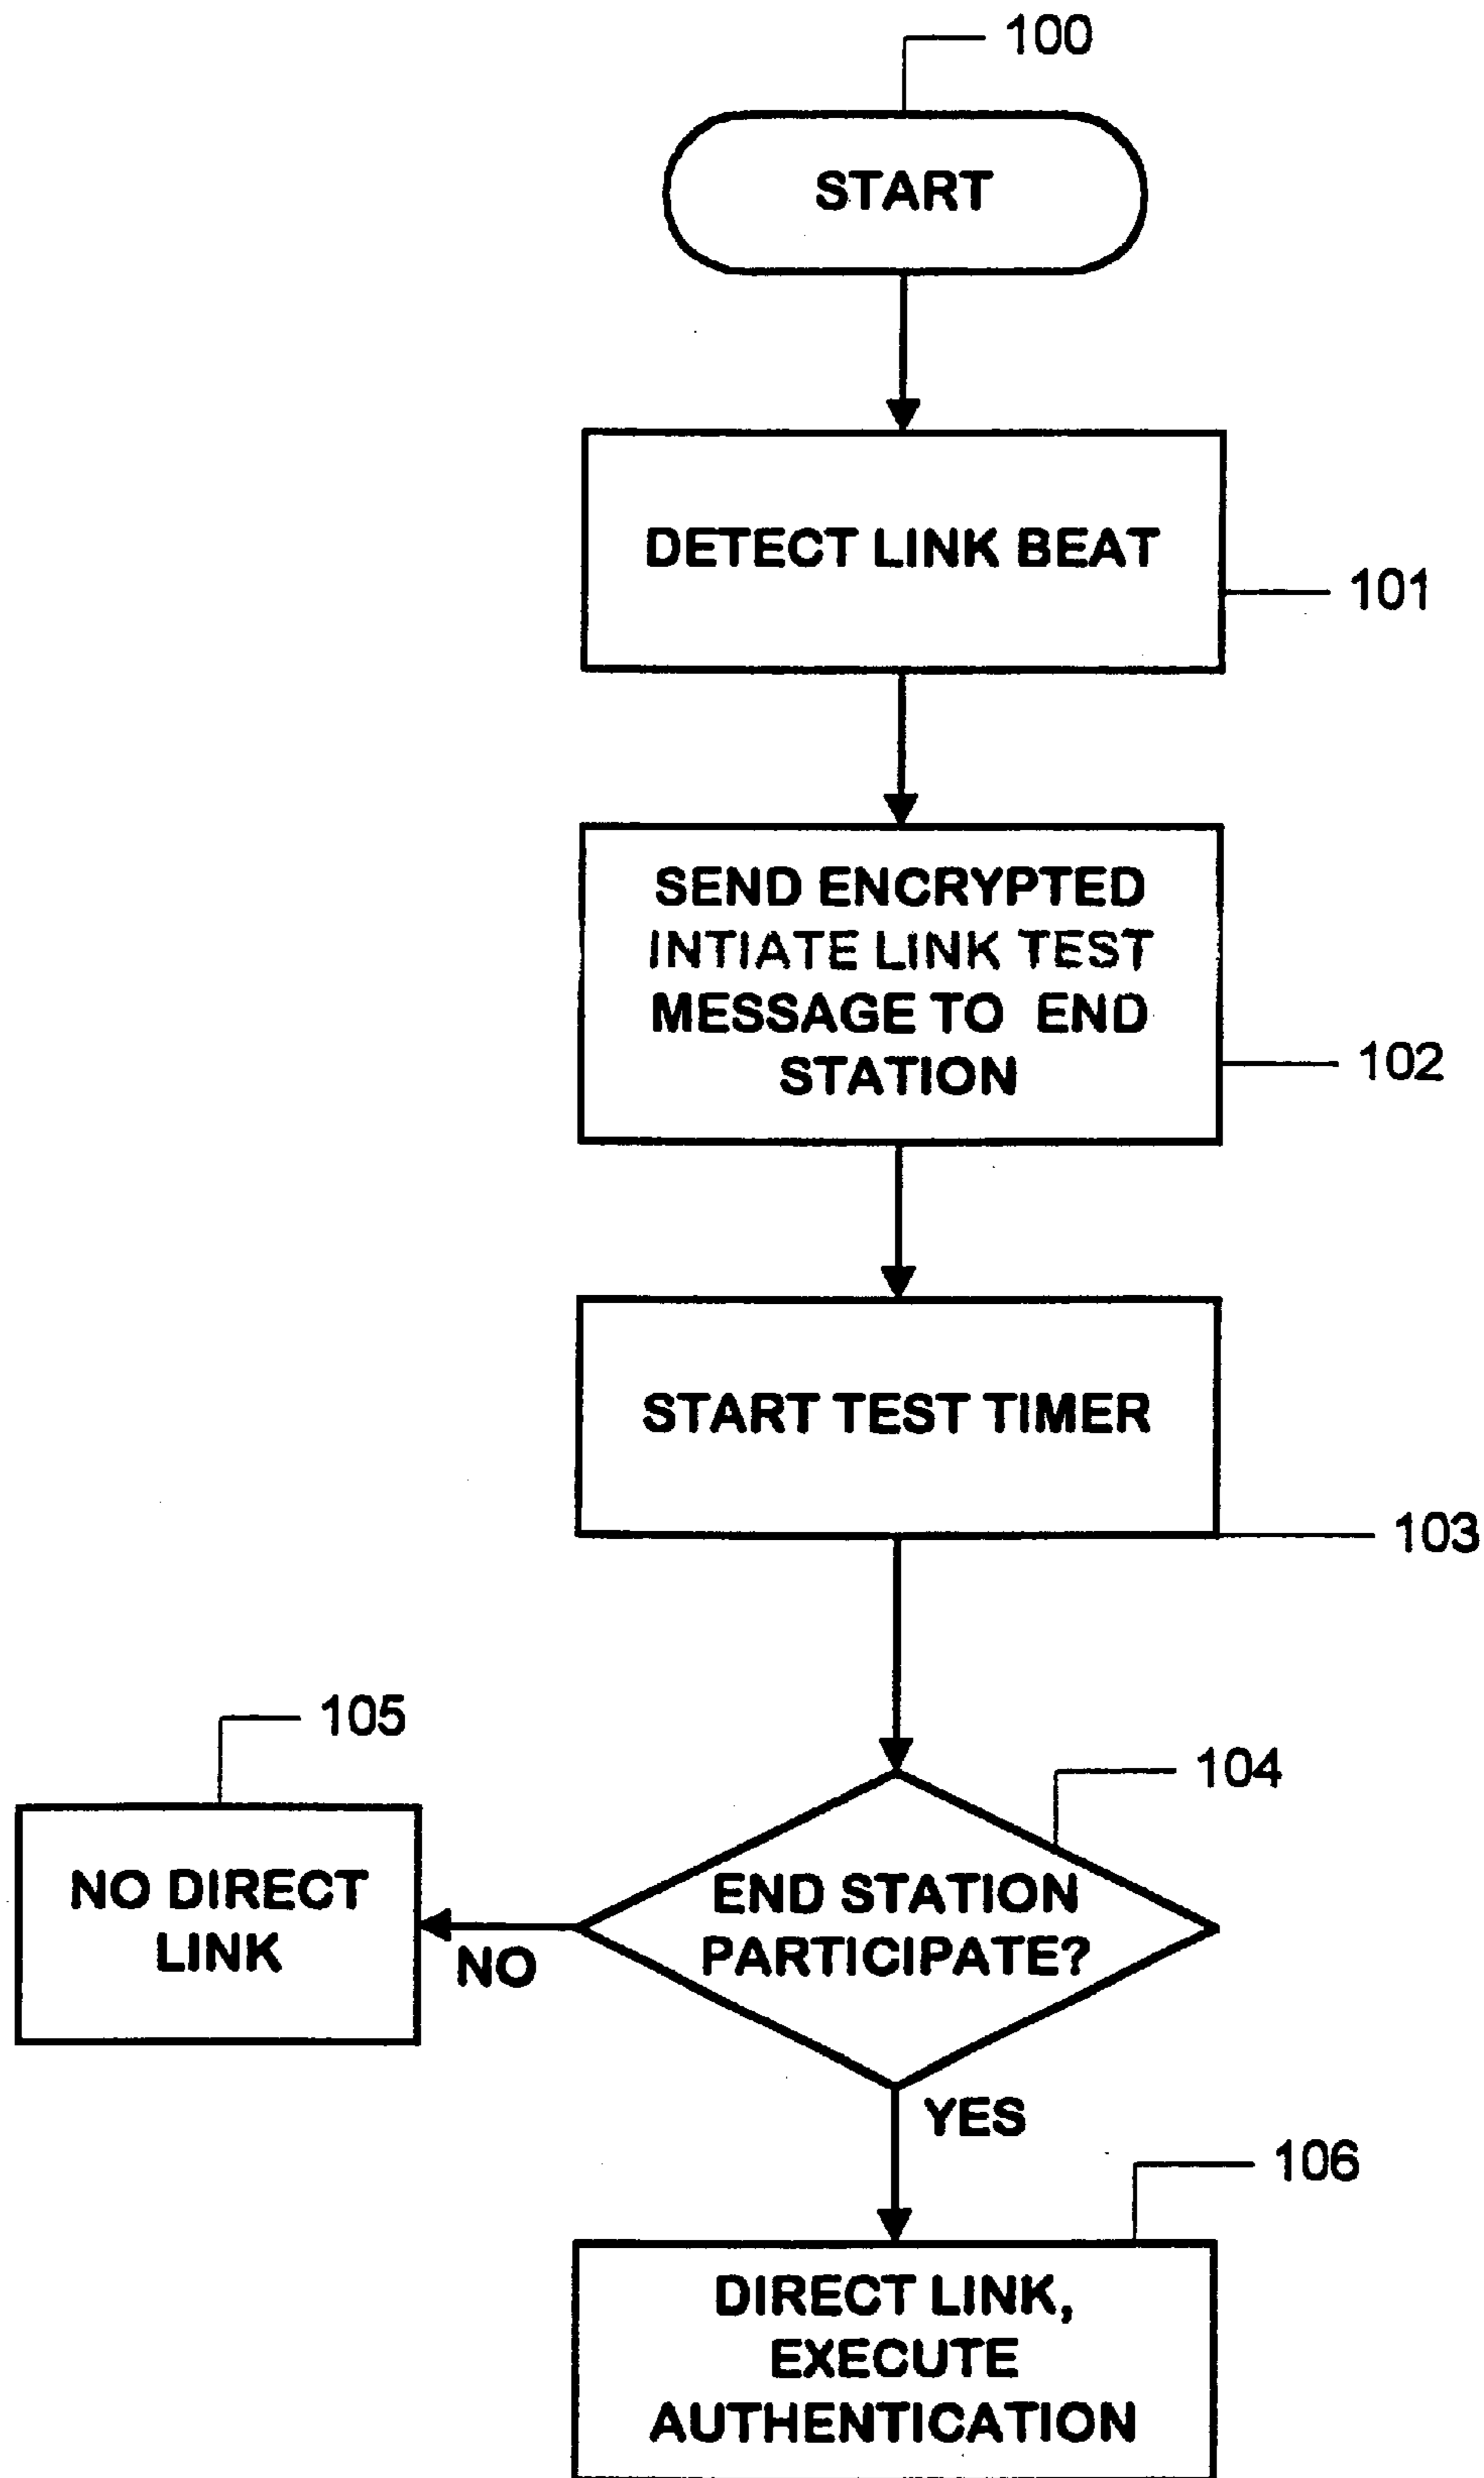 100
START
DETECT LINK BEAT
101
SEND ENCRYPTED
INTIATE LINK TEST
MESSAGE TO END
STATION
102
START TEST TIMER
103
105
104
NO DIRECT
LINK
NO
END STATION
PARTICIPATE?
YES
106
DIRECT LINK,
EXECUTE
AUTHENTICATION